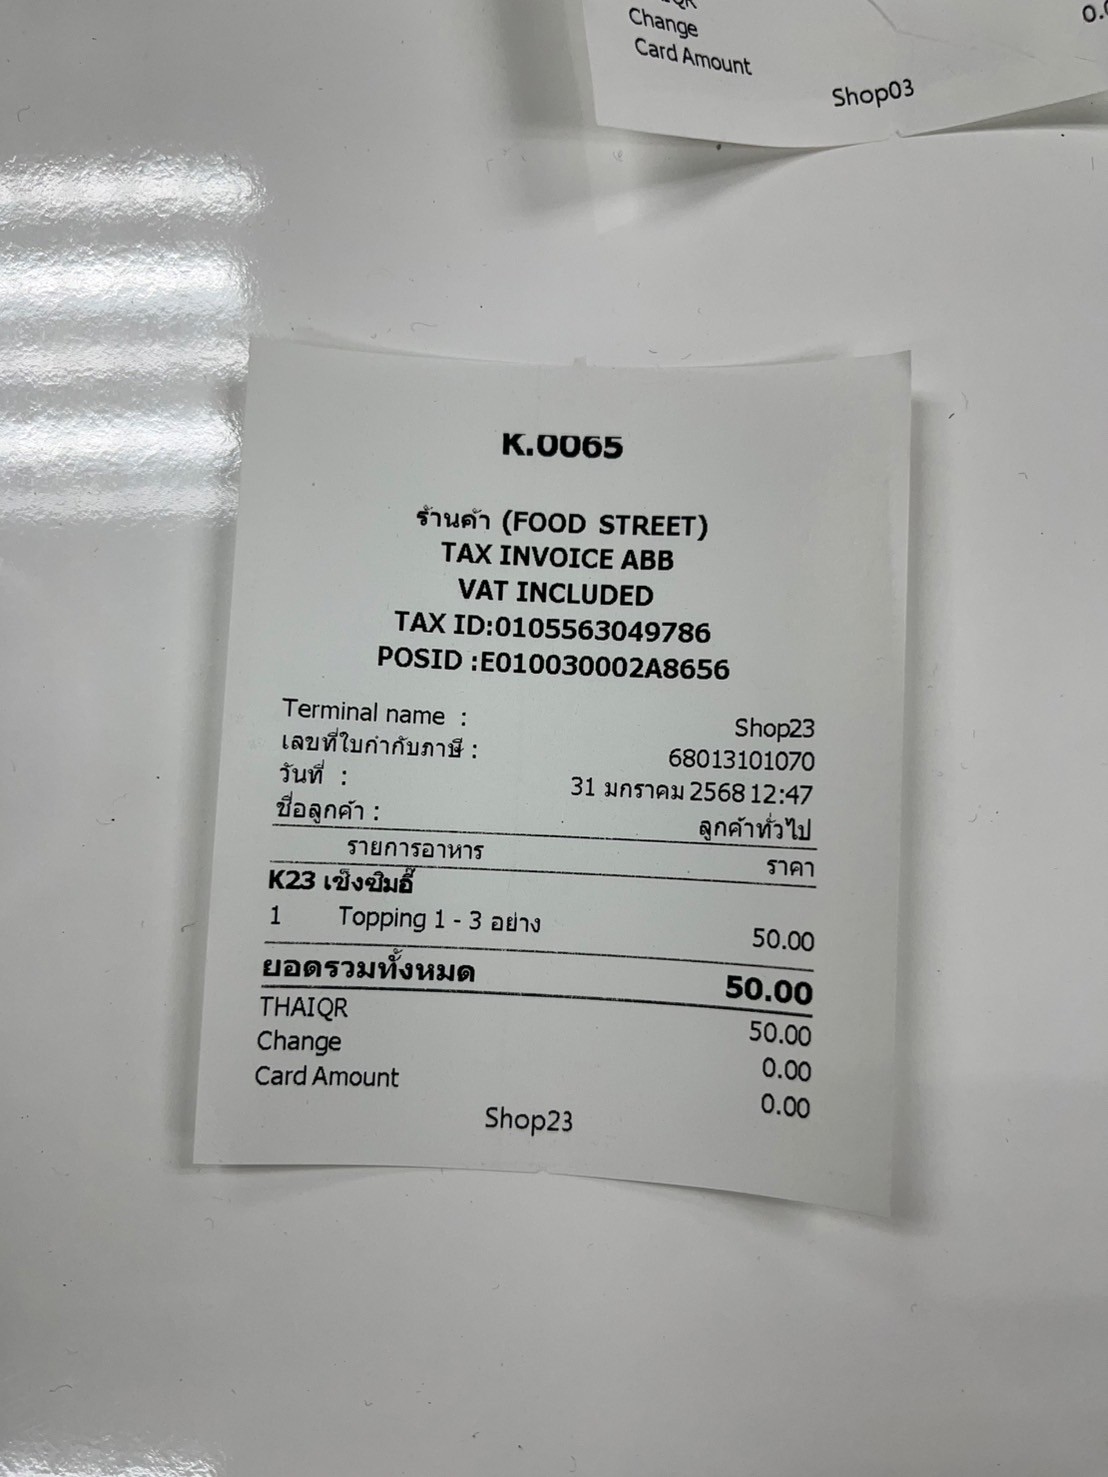 Change
Card Amount
Shop03
K.0065
ร้านค้า (FOOD STREET)
TAX INVOICE ABB
VAT INCLUDED
TAX ID:0105563049786
POSID :E010030002A8656
Terminal name : Shop23
เลขที่ใบกำกับภาษี : 68013101070
วันที่ : 31 มกราคม 2568 12:47
ชื่อลูกค้า : ลูกค้าทั่วไป
รายการอาหาร ราคา
K23 เซ็งซิมอี๊
1 Topping 1 - 3 อย่าง 50.00
ยอดรวมทั้งหมด 50.00
THAIQR 50.00
Change 0.00
Card Amount 0.00
Shop23